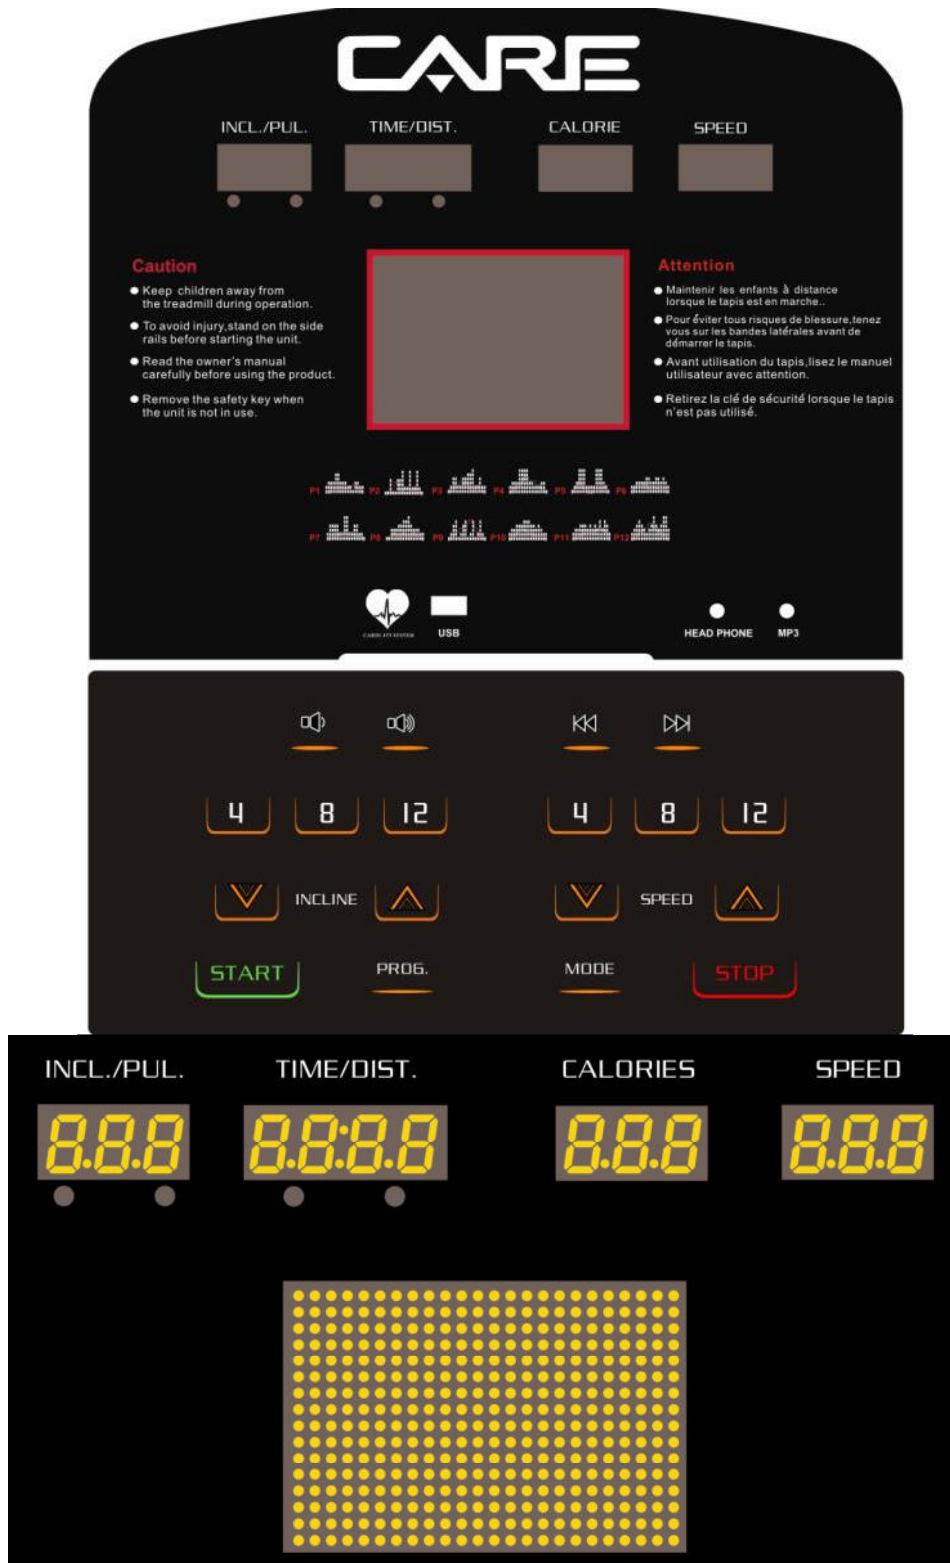 CARE
INCL./PUL. TIME/DIST. CALORIE SPEED
Caution
Keep children away from
the treadmill during operation.
To avoid injury,stand on the side
rails before starting the unit.
Read the owner's manual
carefully before using the product.
Remove the safety key when
the unit is not in use.
Attention
Maintenir les enfants à distance
lorsque le tapis est en marche..
Pour éviter tous risques de blessure,tenez
vous sur les bandes latérales avant de
démarrer le tapis.
Avant utilisation du tapis,lisez le manuel
utilisateur avec attention.
Retirez la clé de sécurité lorsque le tapis
n'est pas utilisé.
P1 P2 P3 P4 P5 P6
P7 P8 P9 P10 P11 P12
USB
HEAD PHONE MP3
4 8 12 4 8 12
INCLINE SPEED
START PROG. MODE STOP
INCL./PUL. TIME/DIST. CALORIES SPEED
8.8.8 8.8:8.8 8.8.8 8.8.8